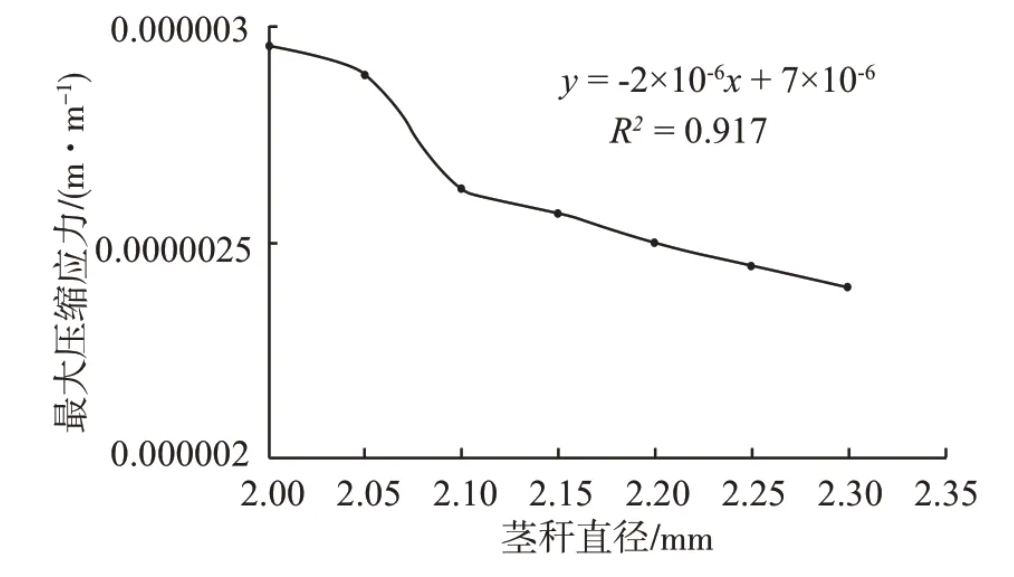 0.000003
0.0000025
0.000002
最大压缩应力/(m·m⁻¹)
y = -2×10⁻⁶x + 7×10⁻⁶
R² = 0.917
2.00 2.05 2.10 2.15 2.20 2.25 2.30 2.35
茎秆直径/mm